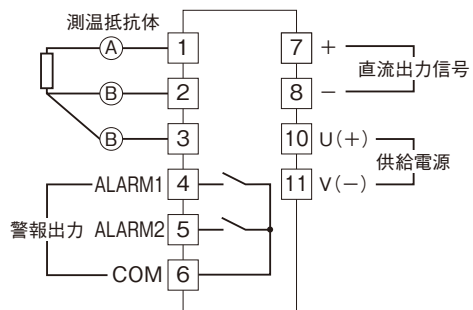 測温抵抗体
A
1
B
2
B
3
ALARM1 4
警報出力 ALARM2 5
COM 6
7 +
直流出力信号
8 −
10 U(+)
供給電源
11 V(−)